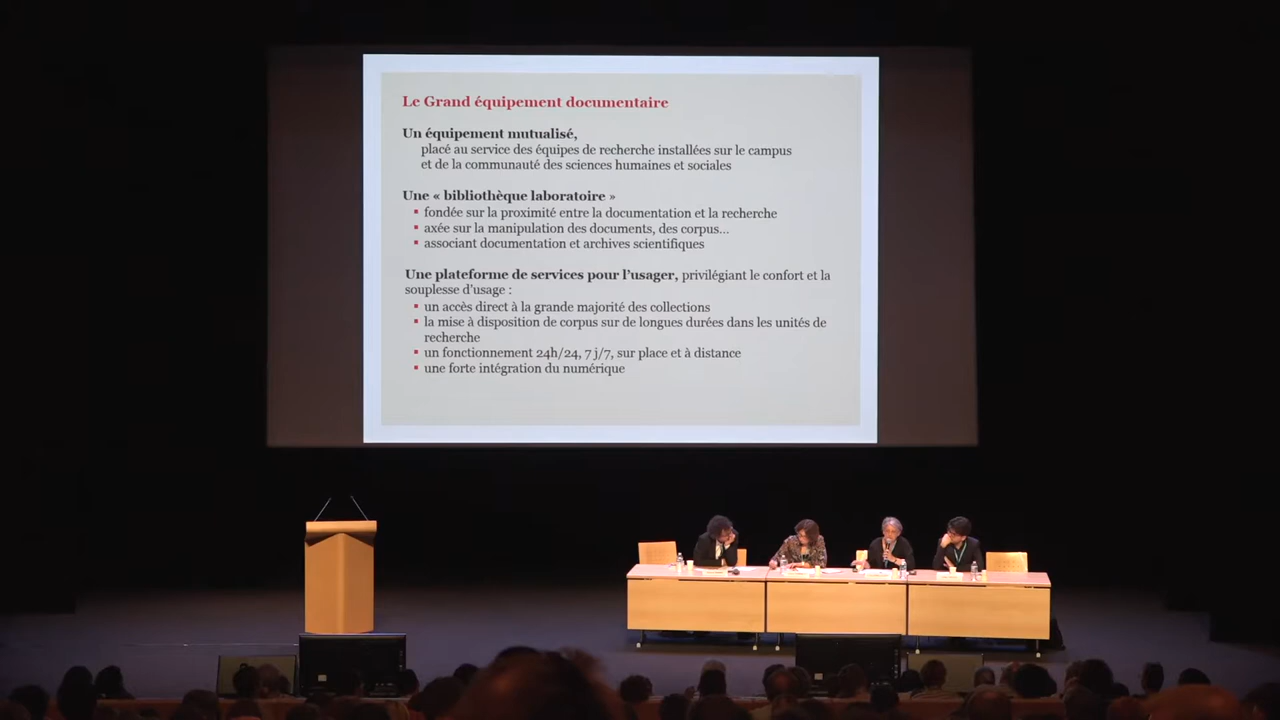 Le Grand équipement documentaire
Un équipement mutualisé,
placé au service des équipes de recherche installées sur le campus
et de la communauté des sciences humaines et sociales
Une « bibliothèque laboratoire »
▪ fondée sur la proximité entre la documentation et la recherche
▪ axée sur la manipulation des documents, des corpus...
▪ associant documentation et archives scientifiques
Une plateforme de services pour l'usager, privilégiant le confort et la
souplesse d'usage :
▪ un accès direct à la grande majorité des collections
▪ la mise à disposition de corpus sur de longues durées dans les unités de
recherche
▪ un fonctionnement 24h/24, 7 j/7, sur place et à distance
▪ une forte intégration du numérique